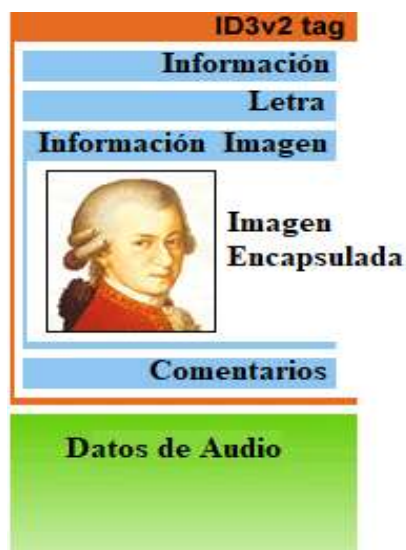 ID3v2 tag
Información
Letra
Información Imagen
Imagen
Encapsulada
Comentarios
Datos de Audio